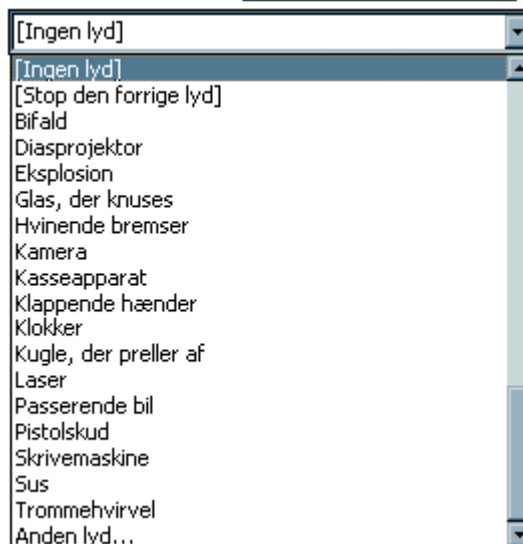 [Ingen lyd]
[Ingen lyd]
[Stop den forrige lyd]
Bifald
Diasprojektor
Eksplosion
Glas, der knuses
Hvinende bremser
Kamera
Kasseapparat
Klappende hænder
Klokker
Kugle, der preller af
Laser
Passerende bil
Pistolskud
Skrivemaskine
Sus
Trommehvirvel
Anden lyd...